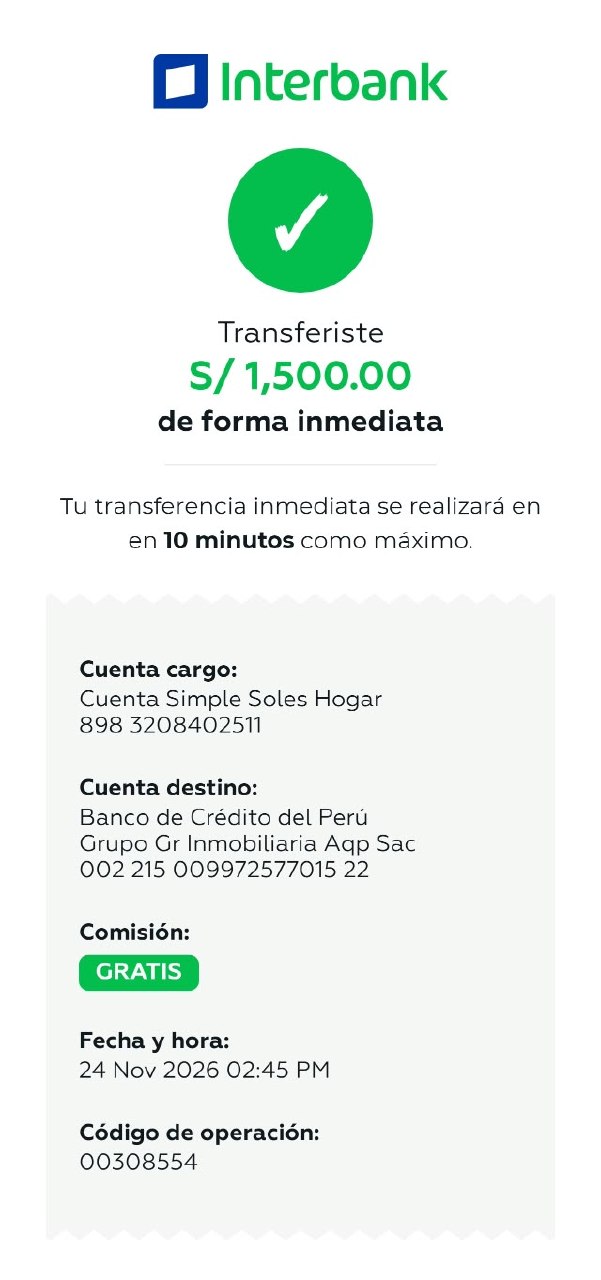 Interbank
Transferiste
S/ 1,500.00
de forma inmediata
Tu transferencia inmediata se realizará en
en 10 minutos como máximo.
Cuenta cargo:
Cuenta Simple Soles Hogar
898 3208402511
Cuenta destino:
Banco de Crédito del Perú
Grupo Gr Inmobiliaria Aqp Sac
002 215 009972577015 22
Comisión:
GRATIS
Fecha y hora:
24 Nov 2026 02:45 PM
Código de operación:
00308554